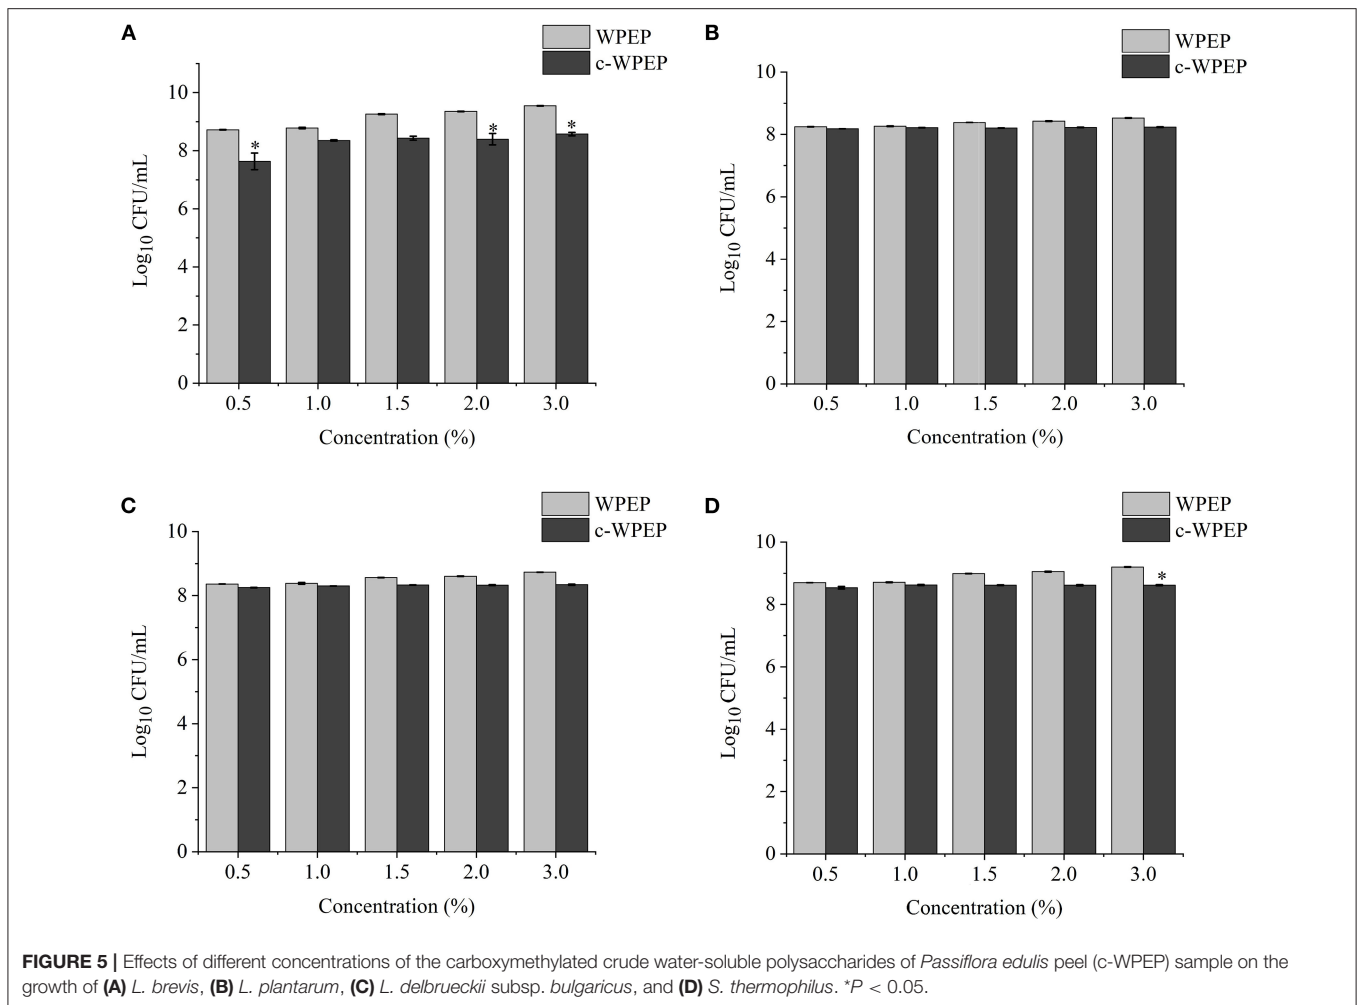 A
WPEP
c-WPEP
10
8
6
4
2
0
Log10 CFU/mL
*
*
*
0.5 1.0 1.5 2.0 3.0
Concentration (%)
B
WPEP
c-WPEP
10
8
6
4
2
0
Log10 CFU/mL
0.5 1.0 1.5 2.0 3.0
Concentration (%)
C
WPEP
c-WPEP
10
8
6
4
2
0
Log10 CFU/mL
0.5 1.0 1.5 2.0 3.0
Concentration (%)
D
WPEP
c-WPEP
10
8
6
4
2
0
Log10 CFU/mL
*
0.5 1.0 1.5 2.0 3.0
Concentration (%)
FIGURE 5 | Effects of different concentrations of the carboxymethylated crude water-soluble polysaccharides of Passiflora edulis peel (c-WPEP) sample on the
growth of (A) L. brevis, (B) L. plantarum, (C) L. delbrueckii subsp. bulgaricus, and (D) S. thermophilus. *P < 0.05.